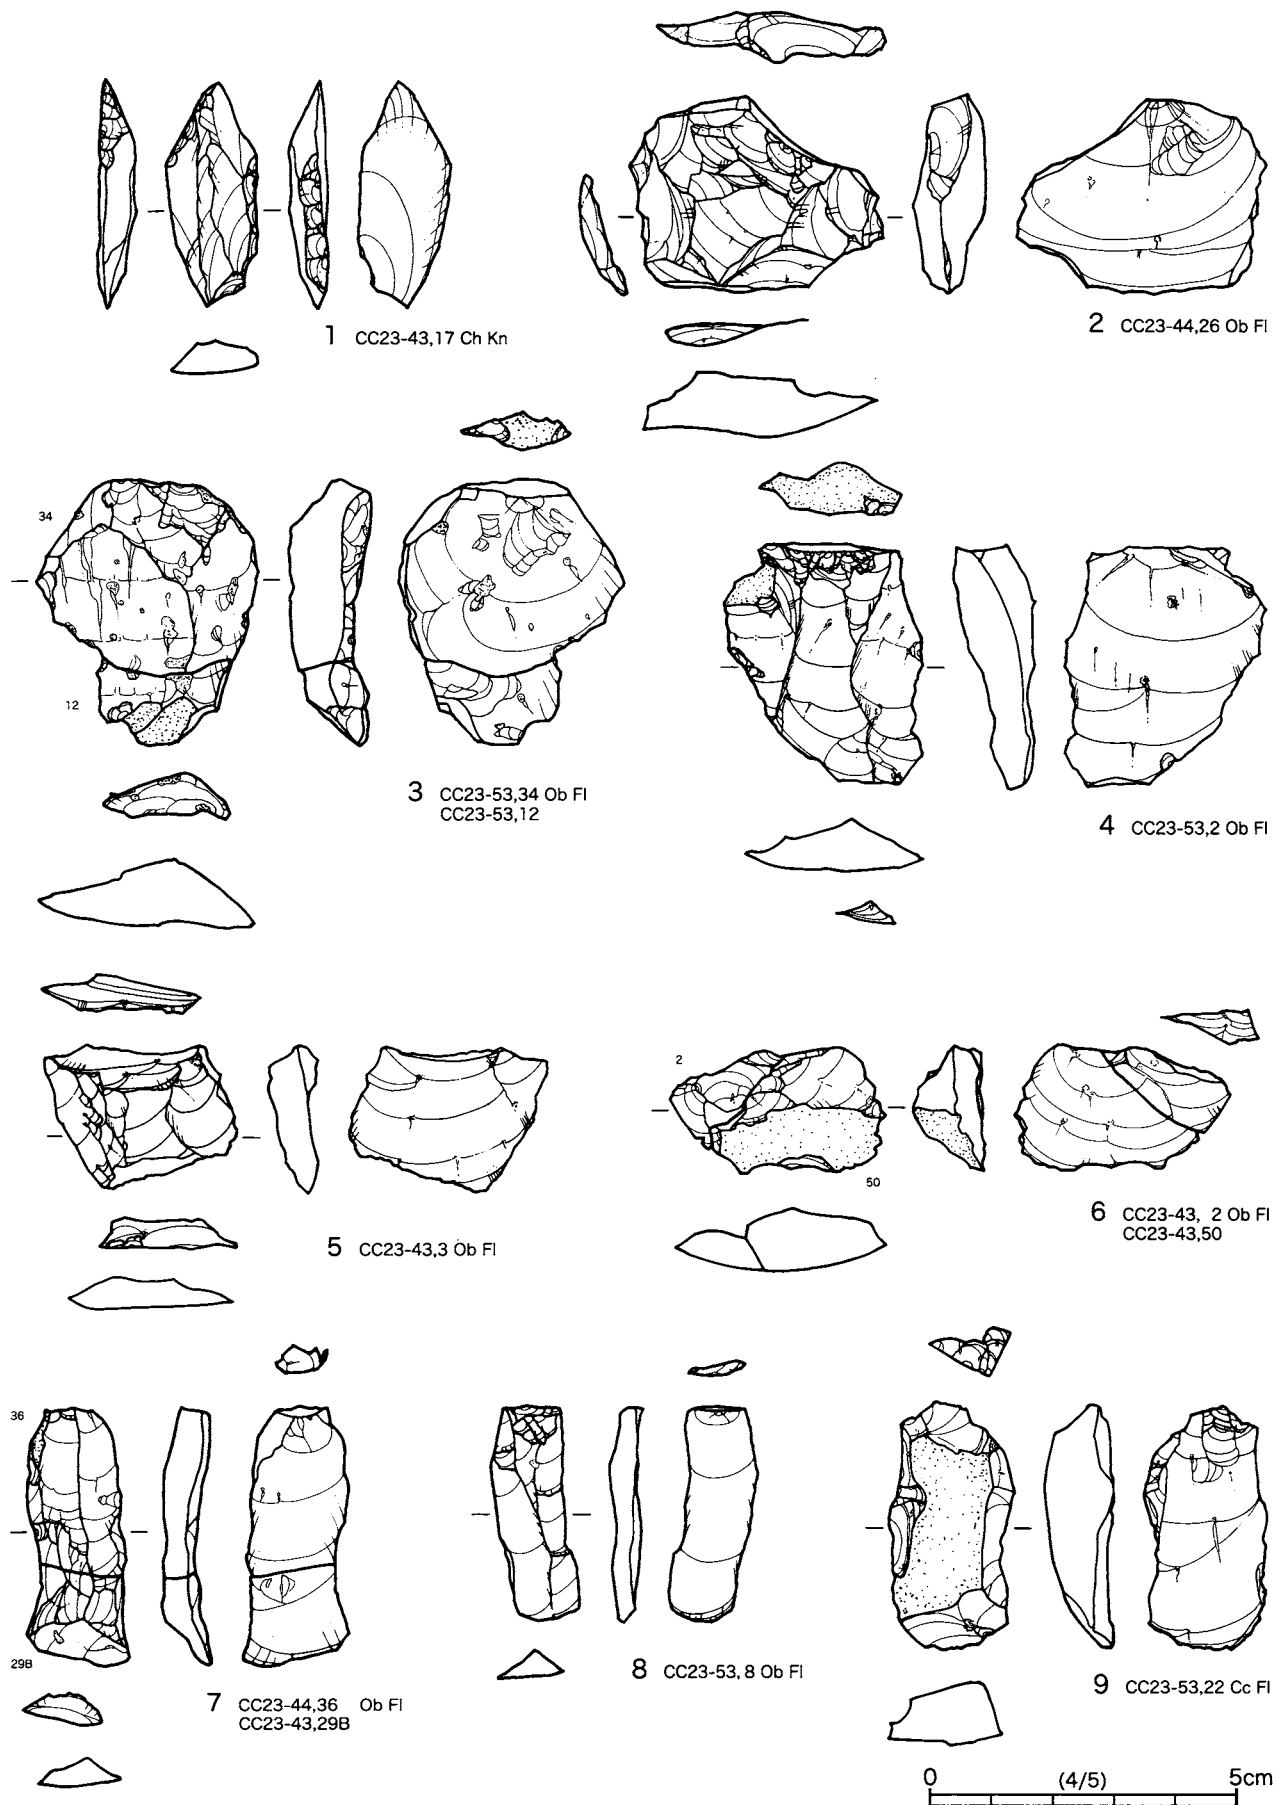 1 CC23-43,17 Ch Kn
2 CC23-44,26 Ob Fl
34
12
3 CC23-53,34 Ob Fl
CC23-53,12
4 CC23-53,2 Ob Fl
5 CC23-43,3 Ob Fl
2
50
6 CC23-43, 2 Ob Fl
CC23-43,50
36
29B
7 CC23-44,36 Ob Fl
CC23-43,29B
8 CC23-53,8 Ob Fl
9 CC23-53,22 Cc Fl
0 (4/5) 5cm